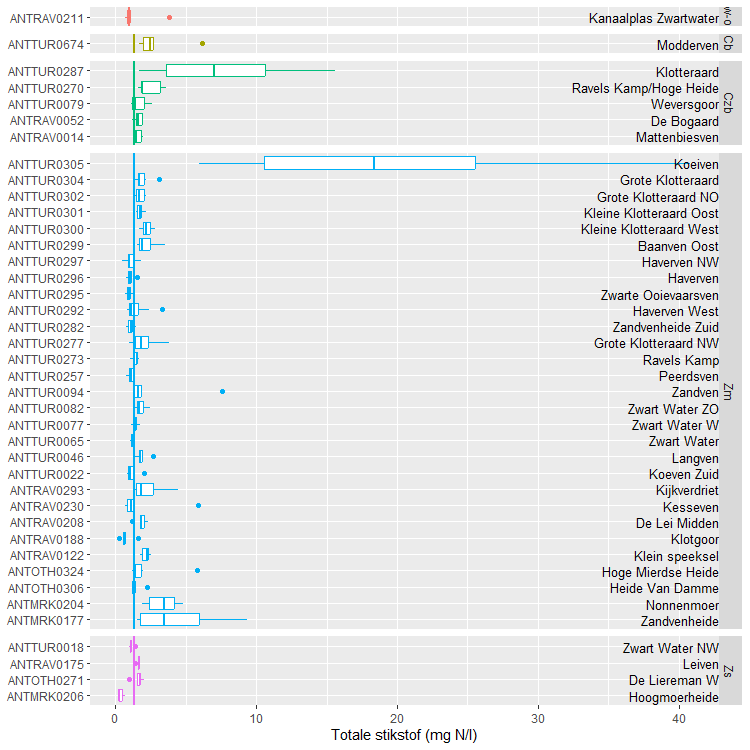 ANTRAV0211 Kanaalplas Zwartwater
ANTTUR0674 Modderven Cb
ANTTUR0287 Klotteraard
ANTTUR0270 Ravels Kamp/Hoge Heide
ANTTUR0079 Weversgoor Czb
ANTRAV0052 De Bogaard
ANTRAV0014 Mattenbiesven
ANTTUR0305 Koeiven
ANTTUR0304 Grote Klotteraard
ANTTUR0302 Grote Klotteraard NO
ANTTUR0301 Kleine Klotteraard Oost
ANTTUR0300 Kleine Klotteraard West
ANTTUR0299 Baanven Oost
ANTTUR0297 Haverven NW
ANTTUR0296 Haverven
ANTTUR0295 Zwarte Ooievaarsven
ANTTUR0292 Haverven West
ANTTUR0282 Zandvenheide Zuid
ANTTUR0277 Grote Klotteraard NW
ANTTUR0273 Ravels Kamp
ANTTUR0257 Peerdsven
ANTTUR0094 Zandven Zm
ANTTUR0082 Zwart Water ZO
ANTTUR0077 Zwart Water W
ANTTUR0065 Zwart Water
ANTTUR0046 Langven
ANTTUR0022 Koeven Zuid
ANTRAV0293 Kijkverdriet
ANTRAV0230 Kesseven
ANTRAV0208 De Lei Midden
ANTRAV0188 Klotgoor
ANTRAV0122 Klein speeksel
ANTOTH0324 Hoge Mierdse Heide
ANTOTH0306 Heide Van Damme
ANTMRK0204 Nonnenmoer
ANTMRK0177 Zandvenheide
ANTTUR0018 Zwart Water NW
ANTRAV0175 Leiven Zs
ANTOTH0271 De Liereman W
ANTMRK0206 Hoogmoerheide
0 10 20 30 40
Totale stikstof (mg N/l)